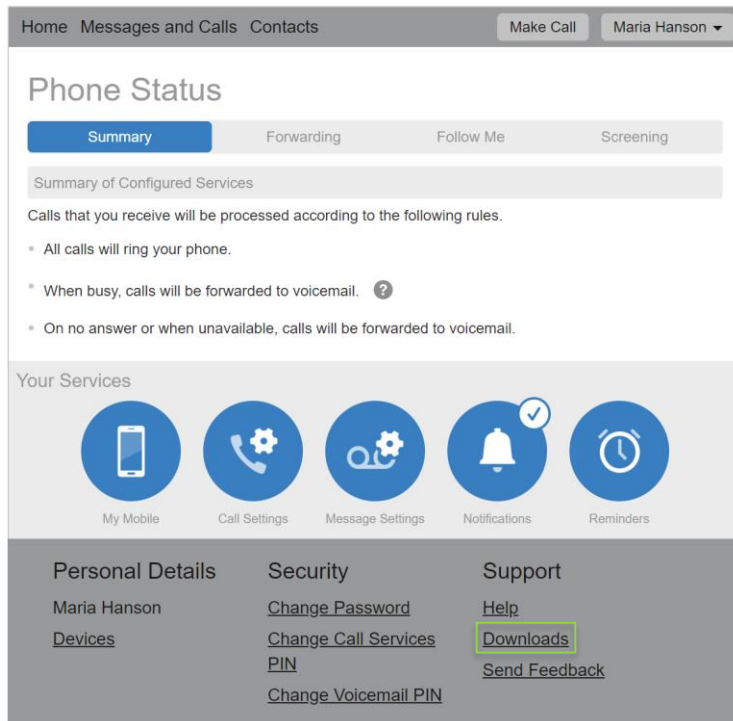 Home Messages and Calls Contacts Make Call Maria Hanson
Phone Status
Summary Forwarding Follow Me Screening
Summary of Configured Services
Calls that you receive will be processed according to the following rules.
All calls will ring your phone.
When busy, calls will be forwarded to voicemail. ?
On no answer or when unavailable, calls will be forwarded to voicemail.
Your Services
My Mobile Call Settings Message Settings Notifications Reminders
Personal Details Security Support
Maria Hanson Change Password Help
Devices Change Call Services Downloads
PIN Send Feedback
Change Voicemail PIN